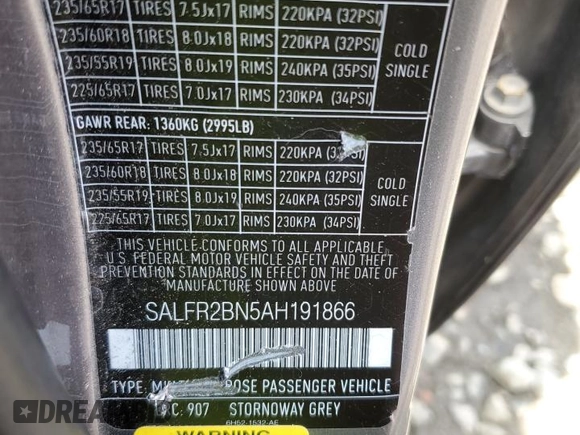 235/65R17 TIRES 7.5Jx17 RIMS 220KPA (32PSI)
235/60R18 TIRES 8.0Jx18 RIMS 220KPA (32PSI)
235/55R19 TIRES 8.0Jx19 RIMS 240KPA (35PSI)
225/65R17 TIRES 7.0Jx17 RIMS 230KPA (34PSI)
COLD
SINGLE
GAWR REAR: 1360KG (2995LB)
235/65R17 TIRES 7.5Jx17 RIMS 220KPA
235/60R18 TIRES 8.0Jx18 RIMS 220KPA (32PSI)
235/55R19 TIRES 8.0Jx19 RIMS 240KPA (35PSI)
225/65R17 TIRES 7.0Jx17 RIMS 230KPA (34PSI)
COLD
SINGLE
THIS VEHICLE CONFORMS TO ALL APPLICABLE
U.S. FEDERAL MOTOR VEHICLE SAFETY AND THEFT
PREVENTION STANDARDS IN EFFECT ON THE DATE
OF MANUFACTURE SHOWN ABOVE
SALFR2BN5AH191866
TYPE: PASSENGER VEHICLE
907 STORNOWAY GREY
6H52-1532-AE
WARNING